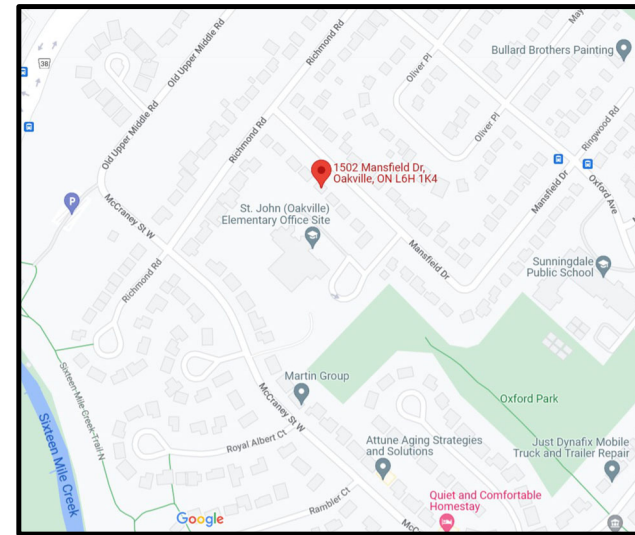 Bullard Brothers Painting
38
Old Upper Middle Rd
Richmond Rd
May
Oliver Pl
Old Upper Middle Rd
Richmond Rd
Oliver Pl
Ringwood Rd
1502 Mansfield Dr,
Oakville, ON L6H 1K4
P
McCraney St W
St. John (Oakville)
Elementary Office Site
Mansfield Dr
Oxford Ave
Mansfield Dr
Sunningdale
Public School
Richmond Rd
Sixteen Mile Creek Trail N
Martin Group
McCraney St W
Oxford Park
Sixteen Mile Creek
Royal Albert Ct
Attune Aging Strategies
and Solutions
Just Dynafix Mobile
Truck and Trailer Repair
Rambler Ct
Quiet and Comfortable
Homestay
Google
McC